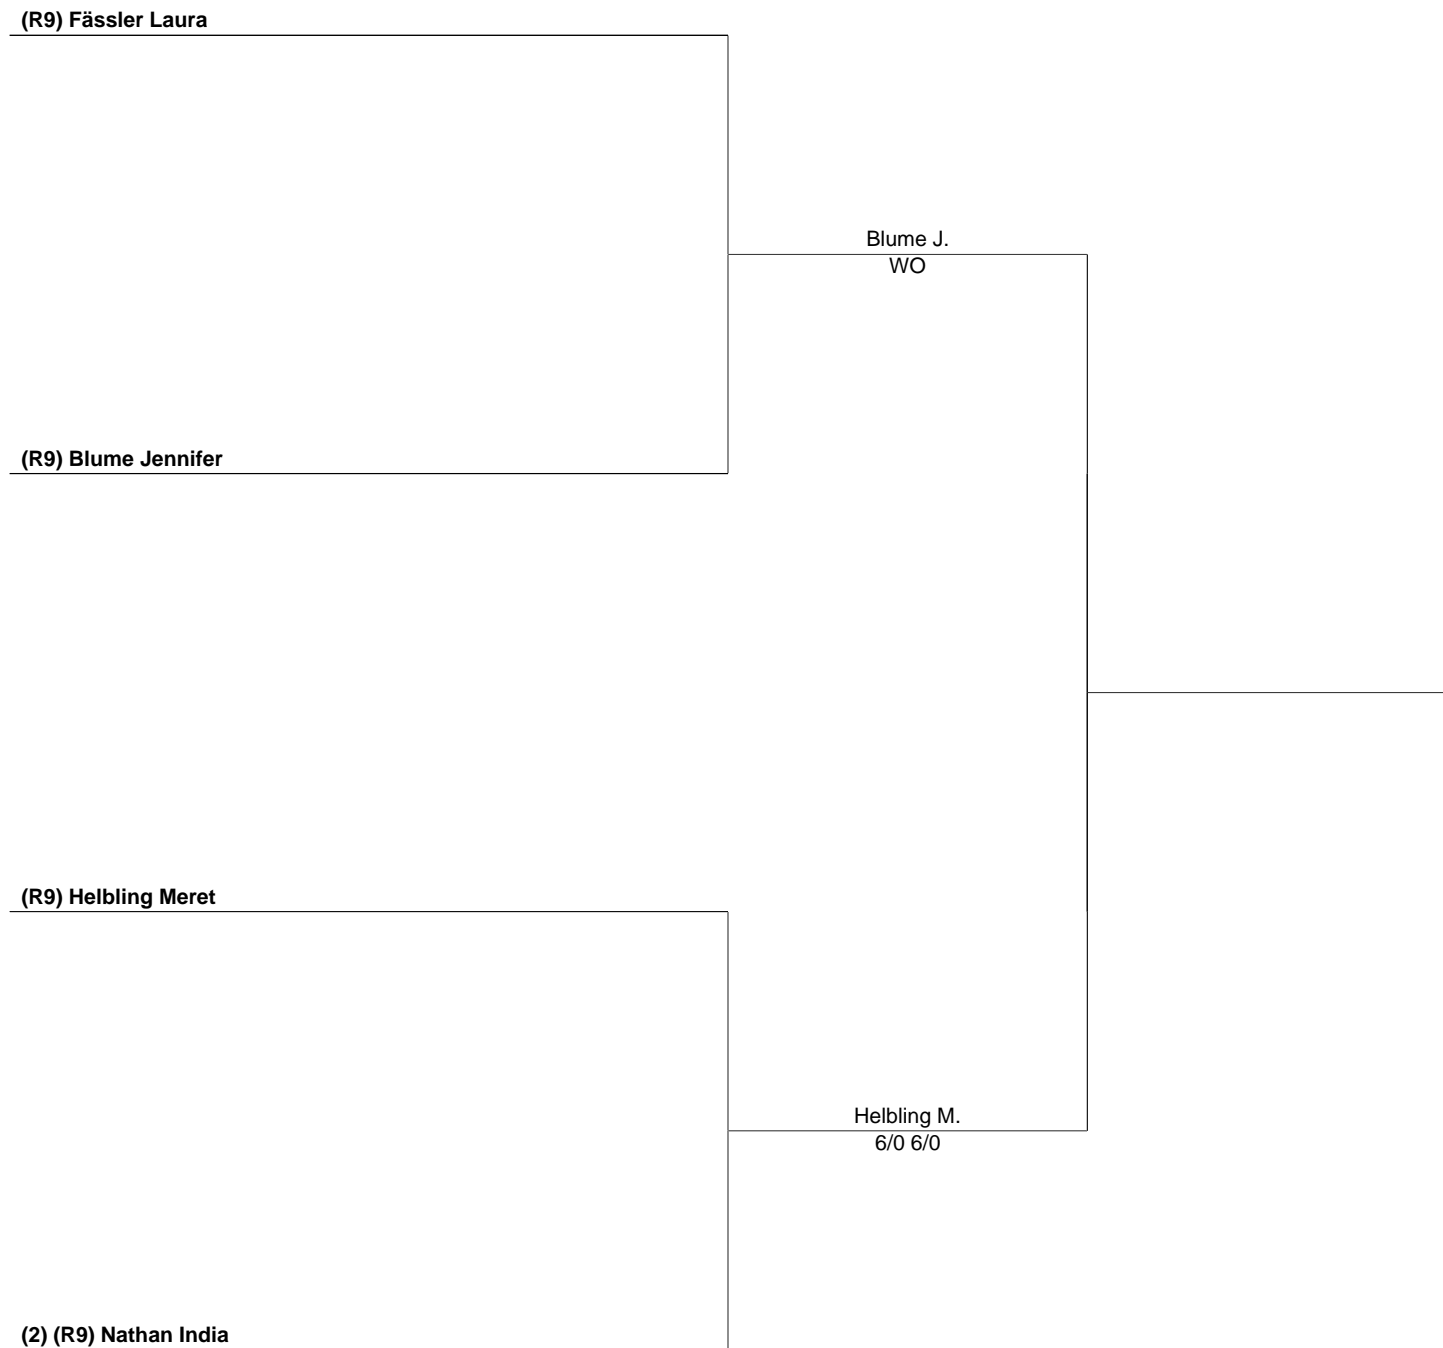 (R9) Fässler Laura
Blume J.
WO
(R9) Blume Jennifer
(R9) Helbling Meret
Helbling M.
6/0 6/0
(2) (R9) Nathan India